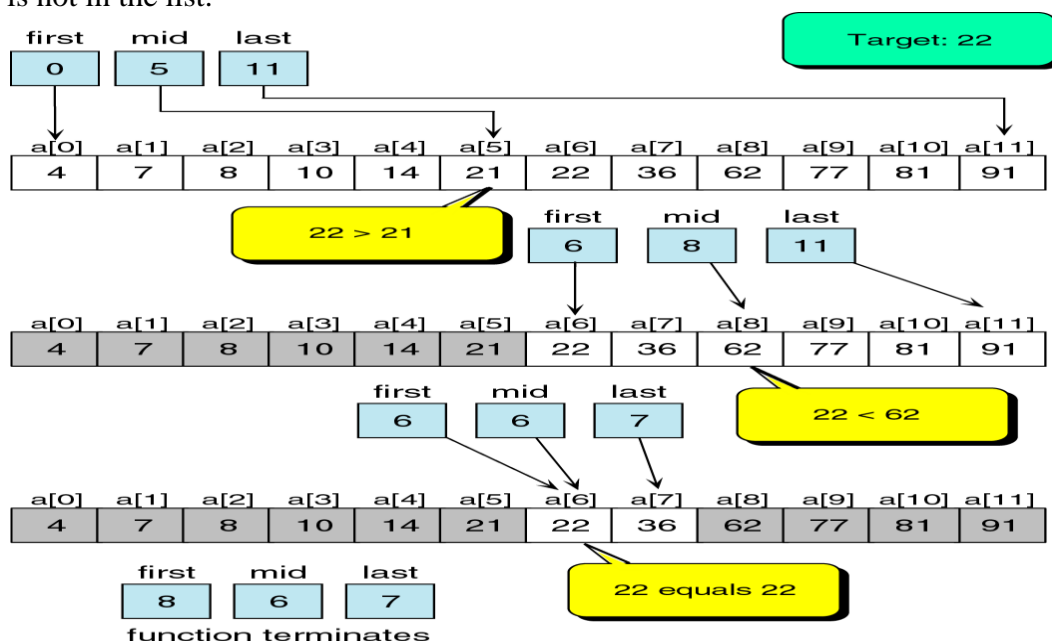 is not in the list.
first mid last
Target: 22
0 5 11
a[0] a[1] a[2] a[3] a[4] a[5] a[6] a[7] a[8] a[9] a[10] a[11]
4 7 8 10 14 21 22 36 62 77 81 91
22 > 21
first mid last
6 8 11
a[0] a[1] a[2] a[3] a[4] a[5] a[6] a[7] a[8] a[9] a[10] a[11]
4 7 8 10 14 21 22 36 62 77 81 91
22 < 62
first mid last
6 6 7
a[0] a[1] a[2] a[3] a[4] a[5] a[6] a[7] a[8] a[9] a[10] a[11]
4 7 8 10 14 21 22 36 62 77 81 91
22 equals 22
first mid last
8 6 7
function terminates